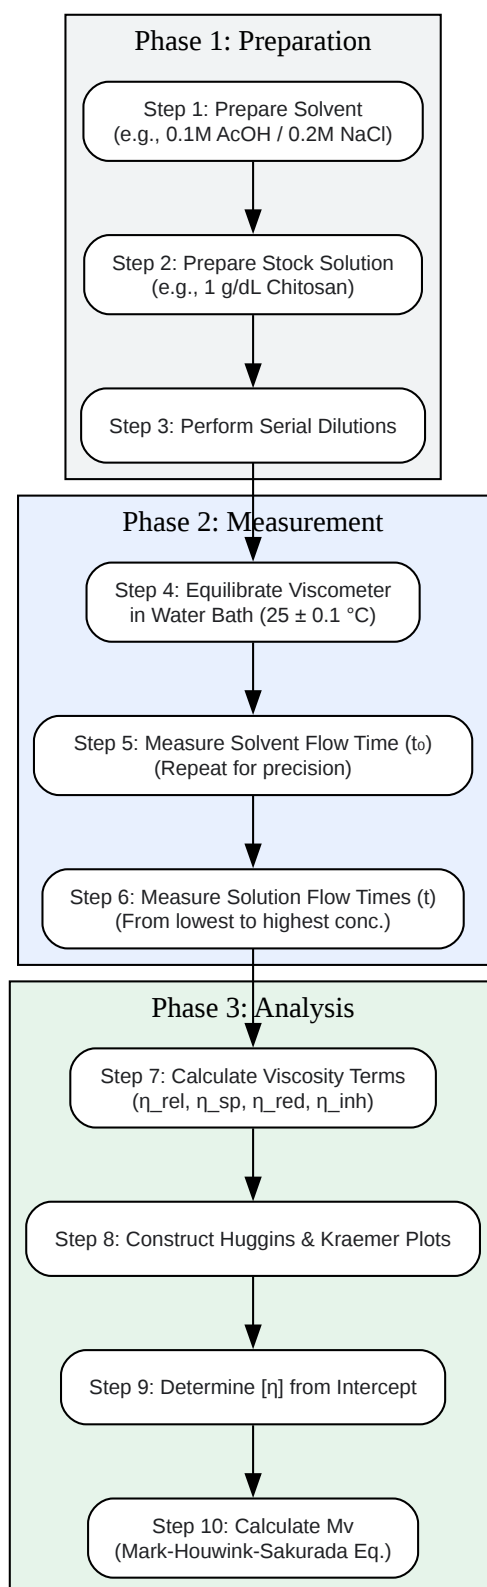 Phase 1: Preparation
Step 1: Prepare Solvent
(e.g., 0.1M AcOH / 0.2M NaCl)
Step 2: Prepare Stock Solution
(e.g., 1 g/dL Chitosan)
Step 3: Perform Serial Dilutions
Phase 2: Measurement
Step 4: Equilibrate Viscometer
in Water Bath (25 ± 0.1 °C)
Step 5: Measure Solvent Flow Time (t₀)
(Repeat for precision)
Step 6: Measure Solution Flow Times (t)
(From lowest to highest conc.)
Phase 3: Analysis
Step 7: Calculate Viscosity Terms
(η_rel, η_sp, η_red, η_inh)
Step 8: Construct Huggins & Kraemer Plots
Step 9: Determine [η] from Intercept
Step 10: Calculate Mv
(Mark-Houwink-Sakurada Eq.)